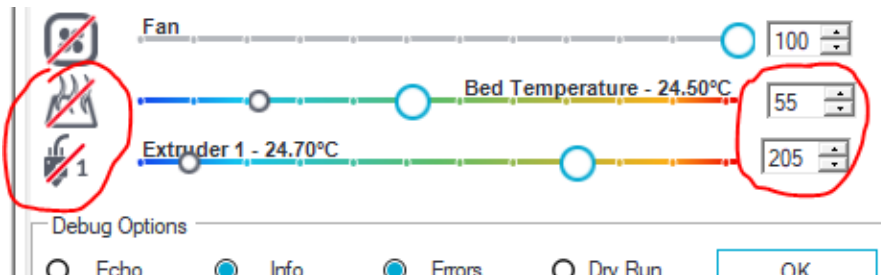 Fan
100
Bed Temperature - 24.50°C
55
Extruder 1 - 24.70°C
1
205
Debug Options
Echo
Info
Errors
Dry Run
OK